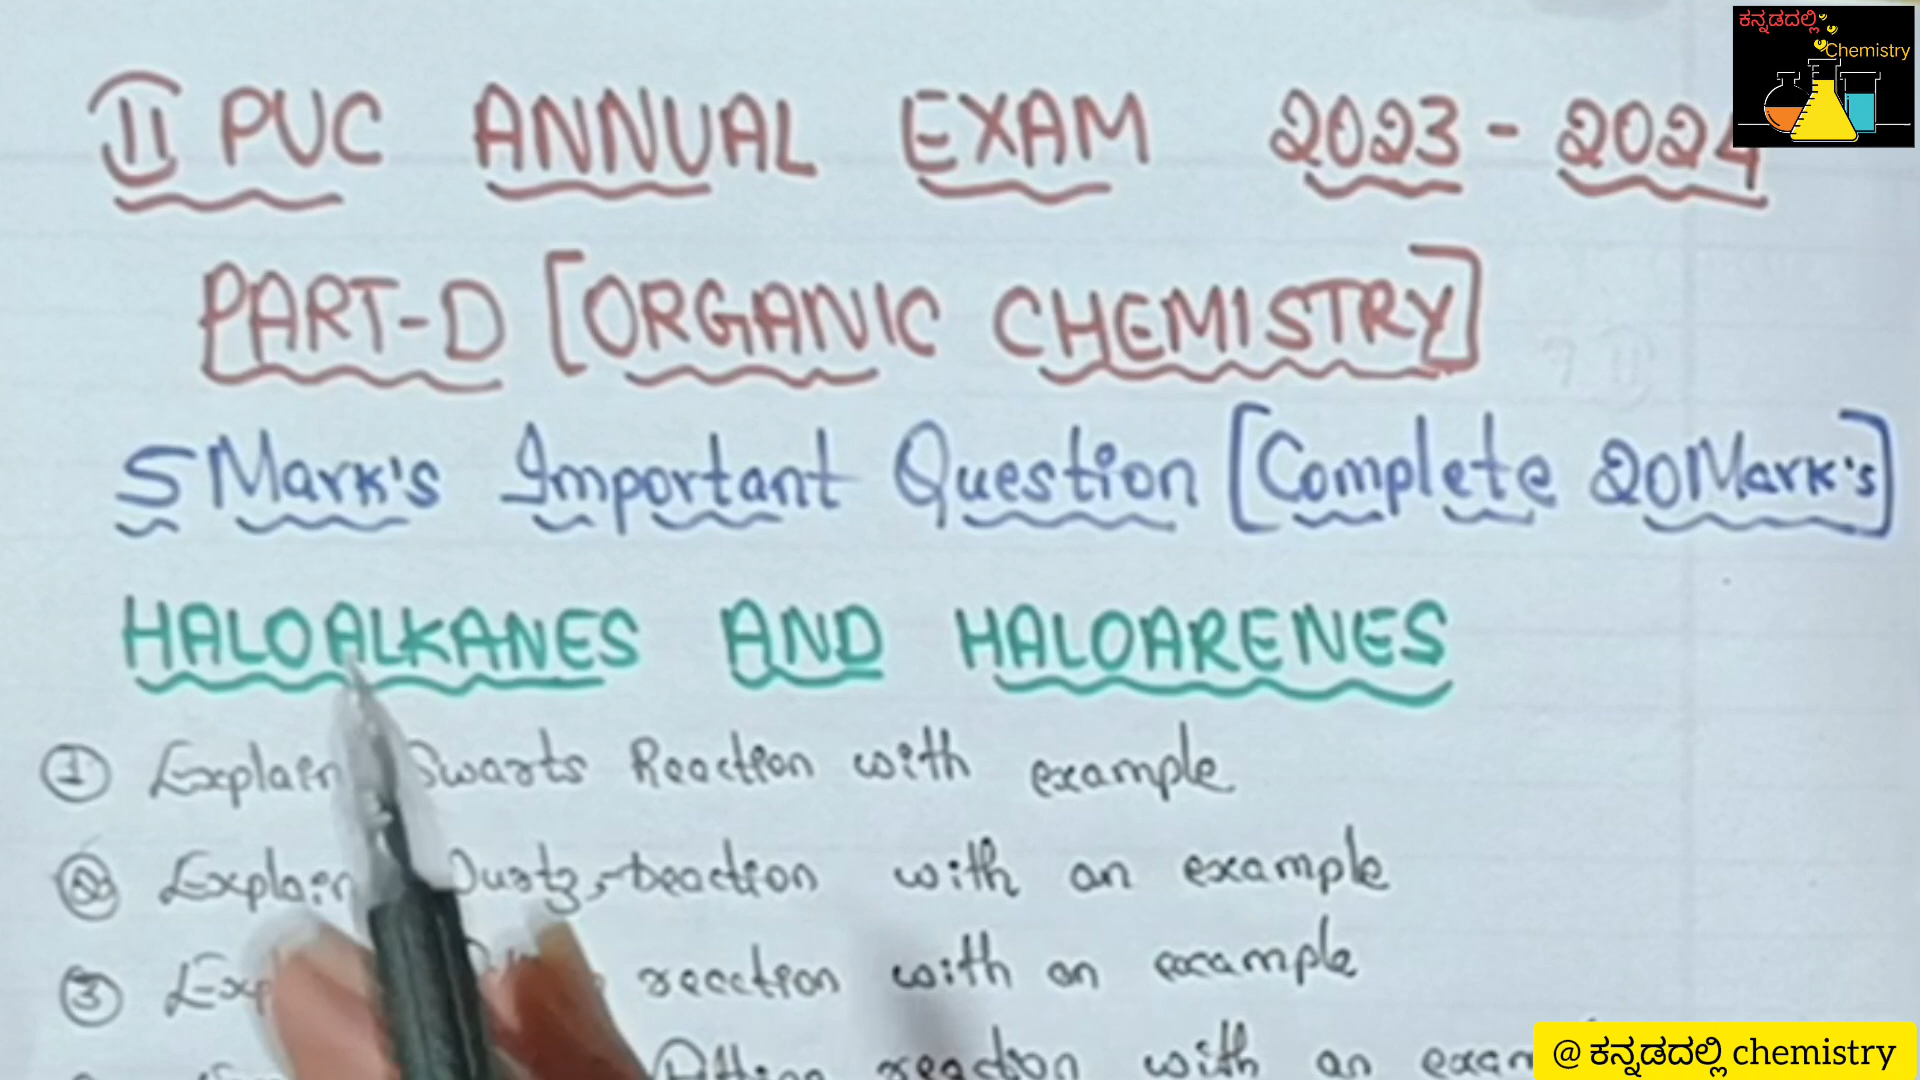 ಕನ್ನಡದಲ್ಲಿ
Chemistry
II PUC ANNUAL EXAM 2023-2024
PART-D [ORGANIC CHEMISTRY]
5 Mark's Important Question [Complete 20 Mark's]
HALOALKANES AND HALOARENES
① Explain Swarts Reaction with example
② Explain reaction with an example
③ reaction with an example
reaction with an
@ ಕನ್ನಡದಲ್ಲಿ chemistry